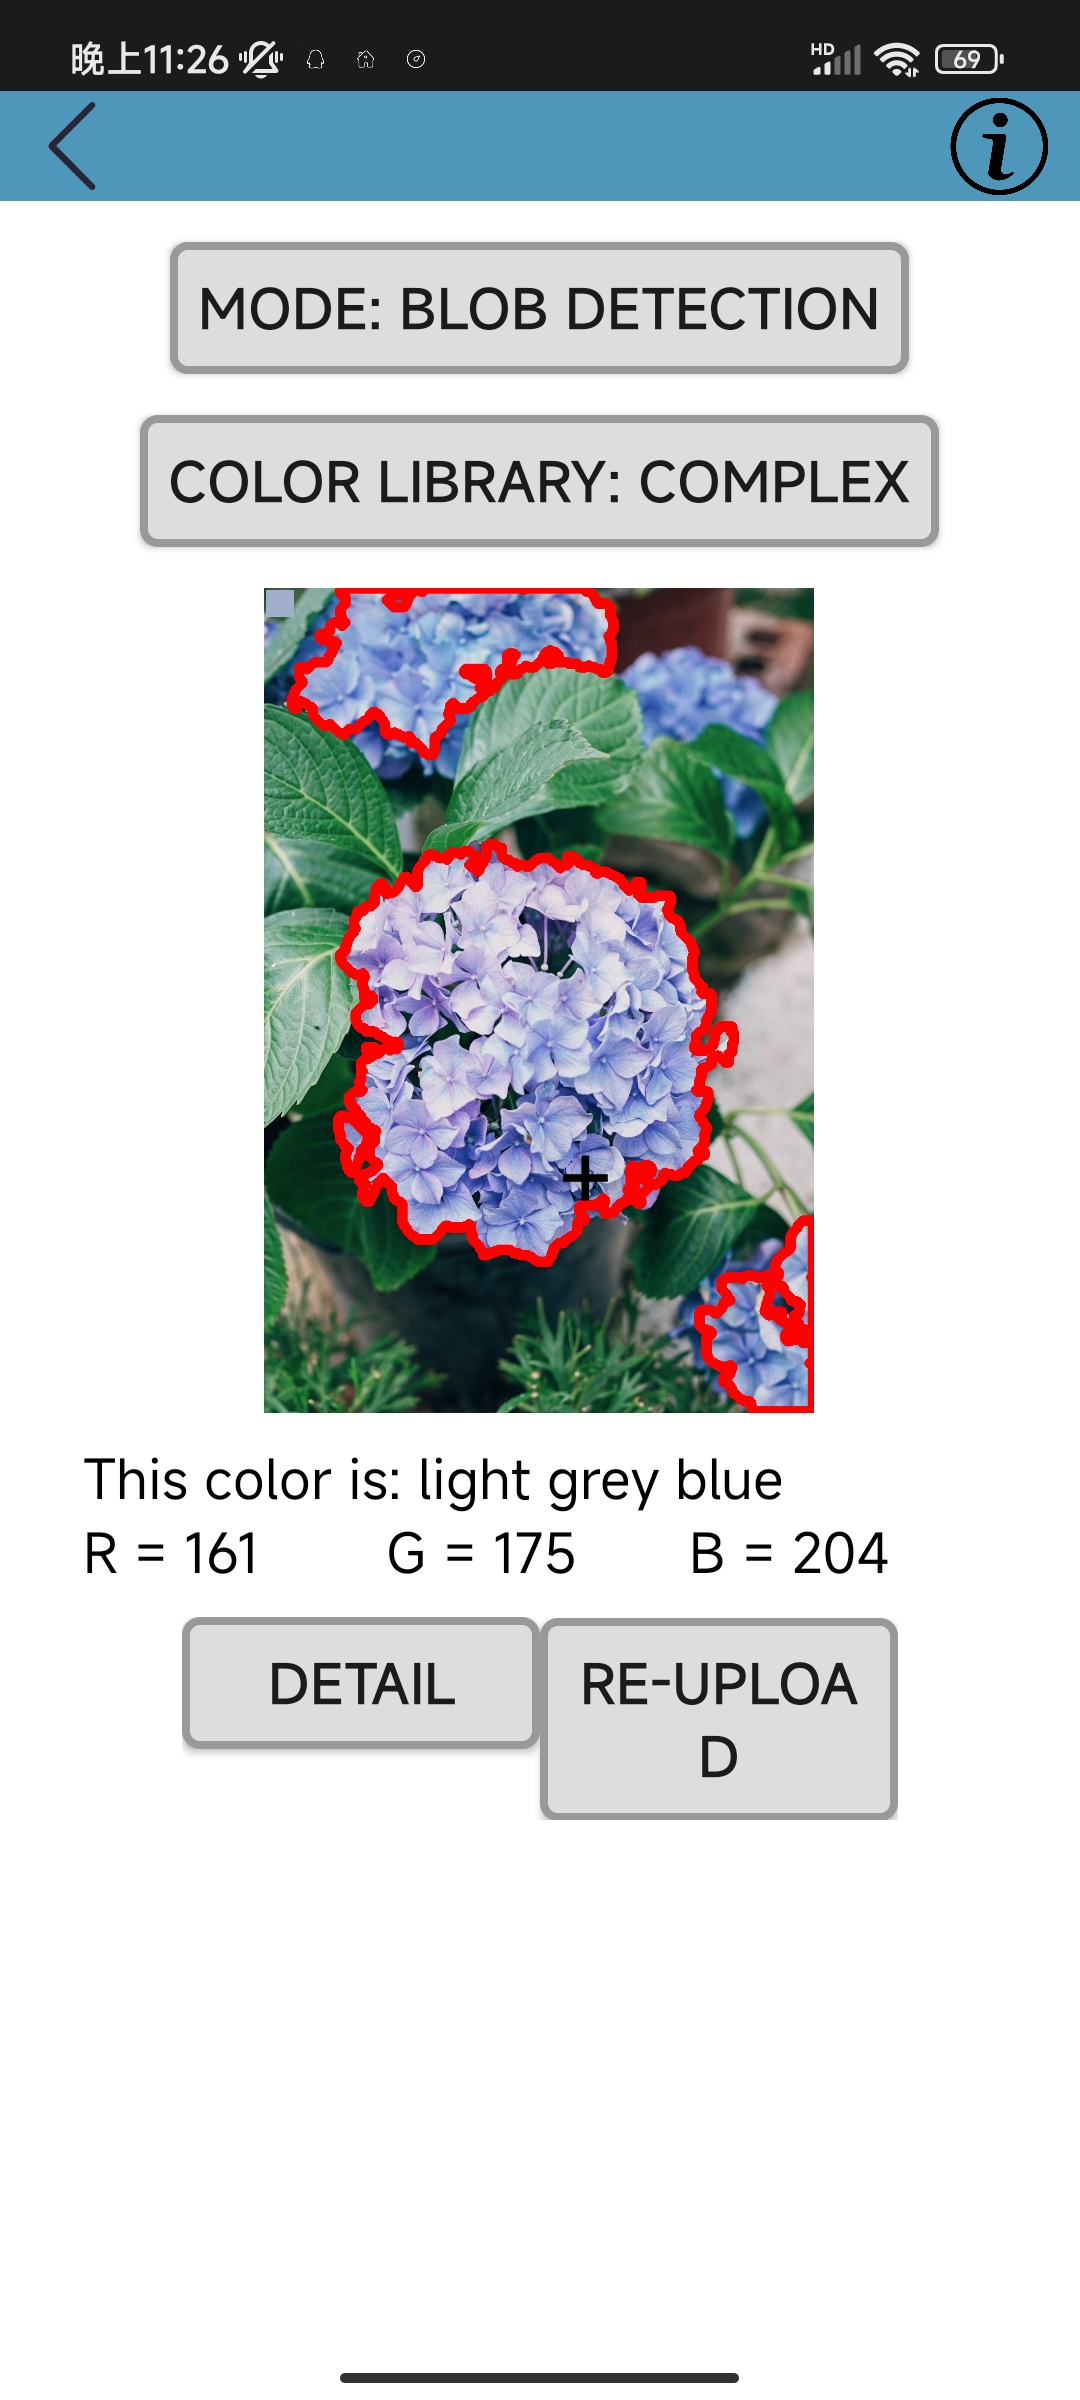 晚上11:26 HD 69
i
MODE: BLOB DETECTION
COLOR LIBRARY: COMPLEX
This color is: light grey blue
R = 161 G = 175 B = 204
DETAIL RE-UPLOA
D